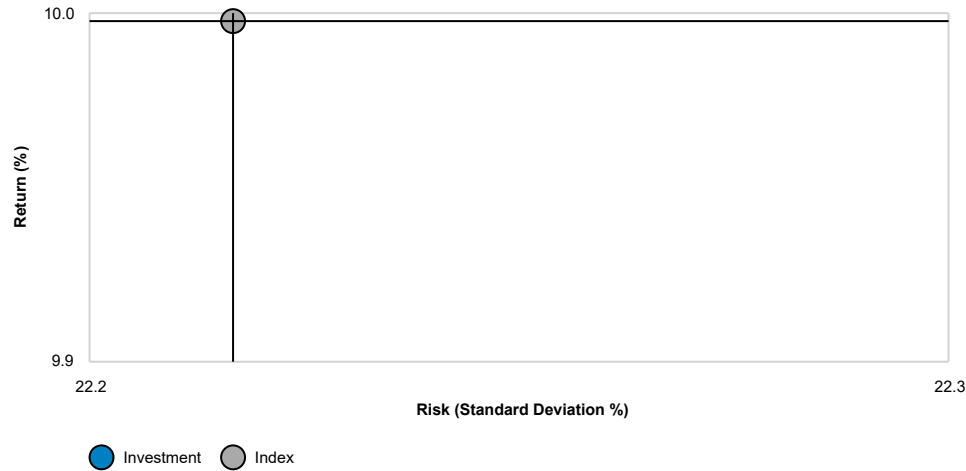 10.0
Return (%)
9.9
22.2
22.3
Risk (Standard Deviation %)
Investment
Index